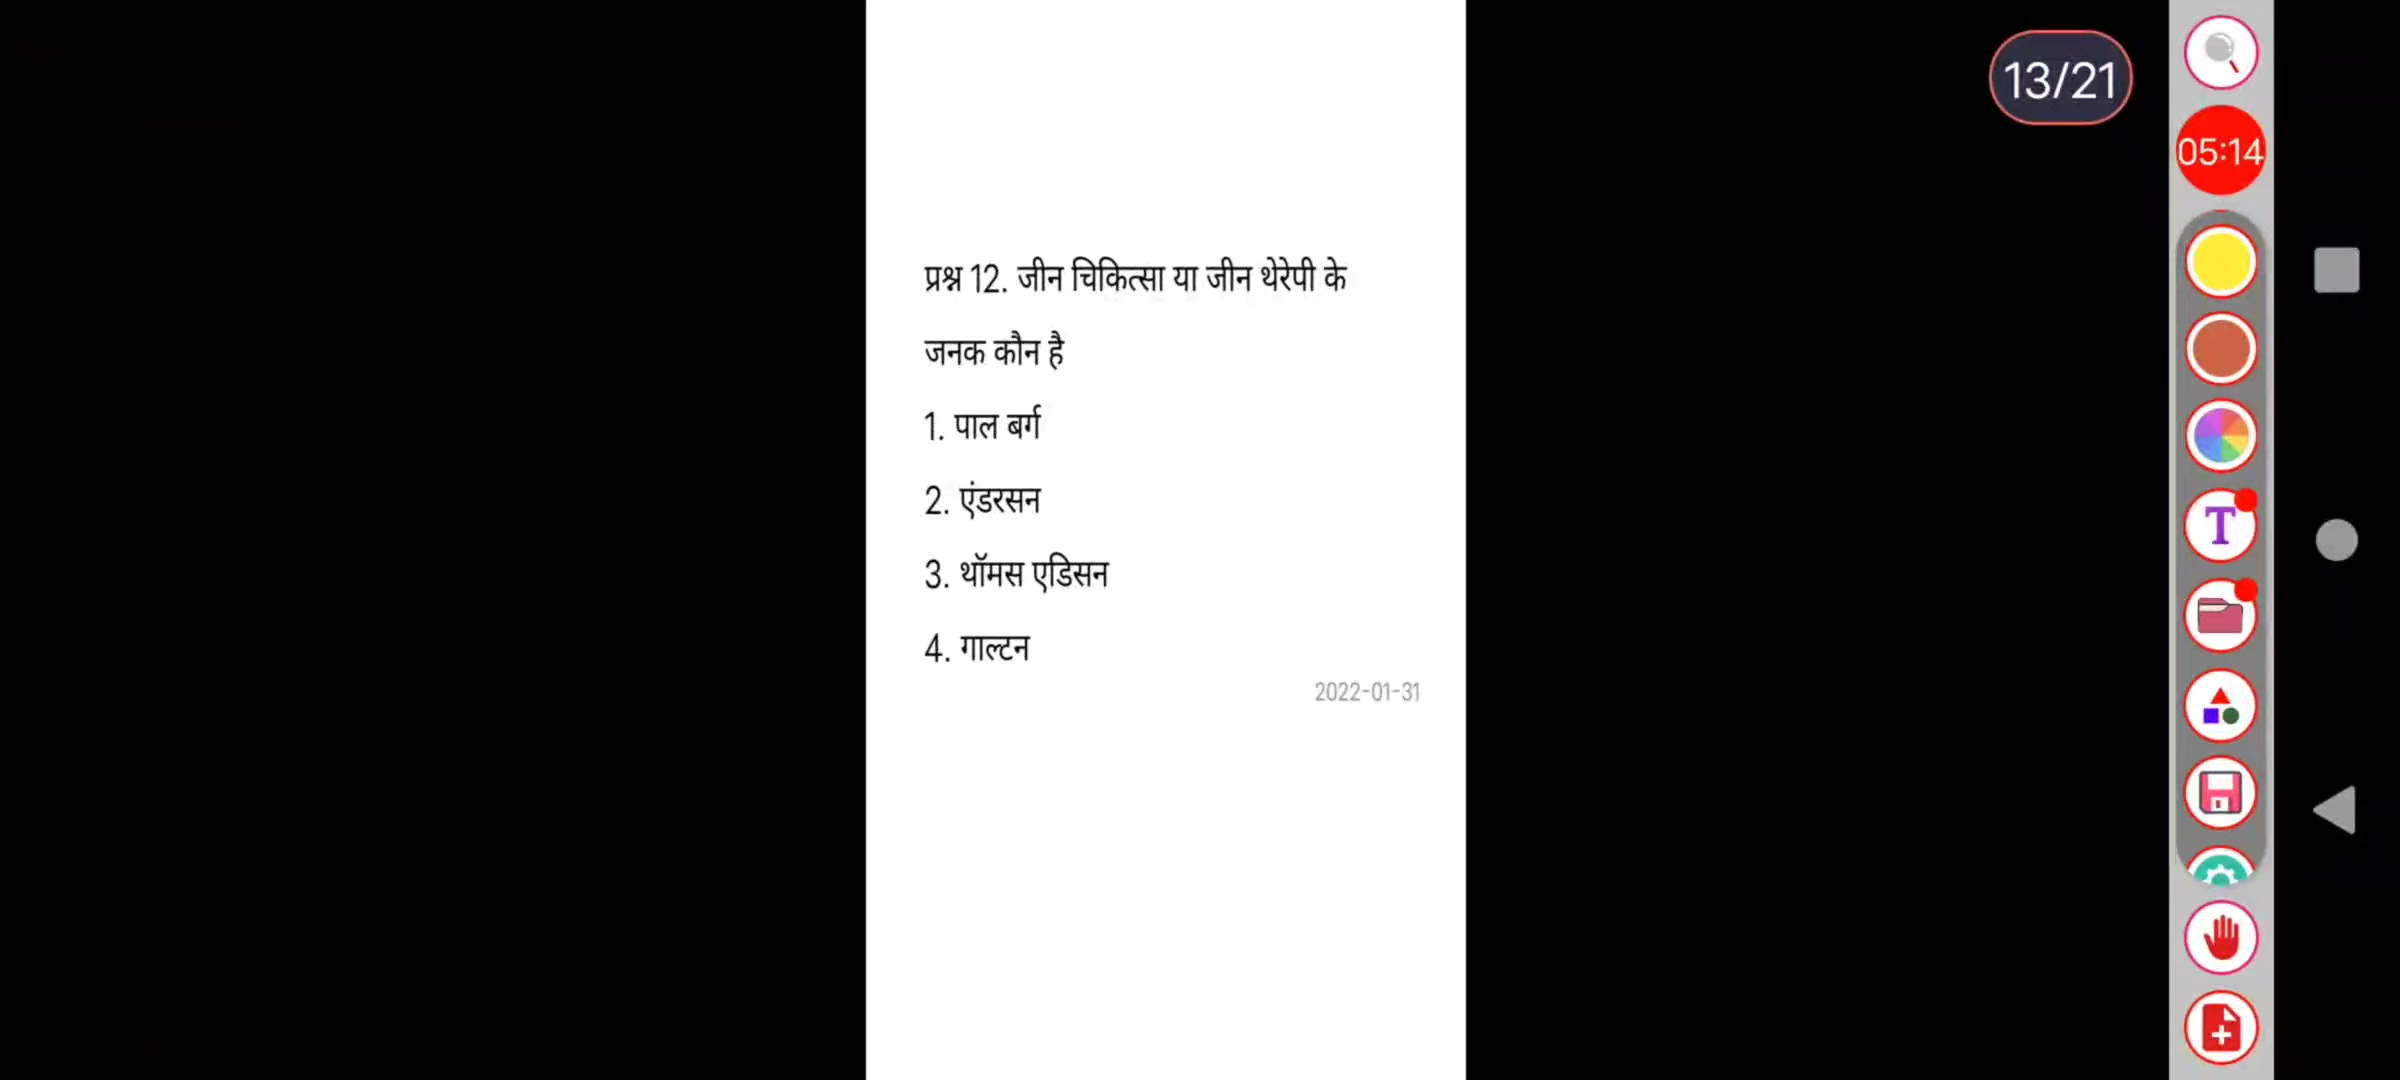 13/21
05:14
प्रश्न 12. जीन चिकित्सा या जीन थेरेपी के
जनक कौन है
1. पाल बर्ग
2. एंडरसन
3. थॉमस एडिसन
4. गाल्टन
2022-01-31
T